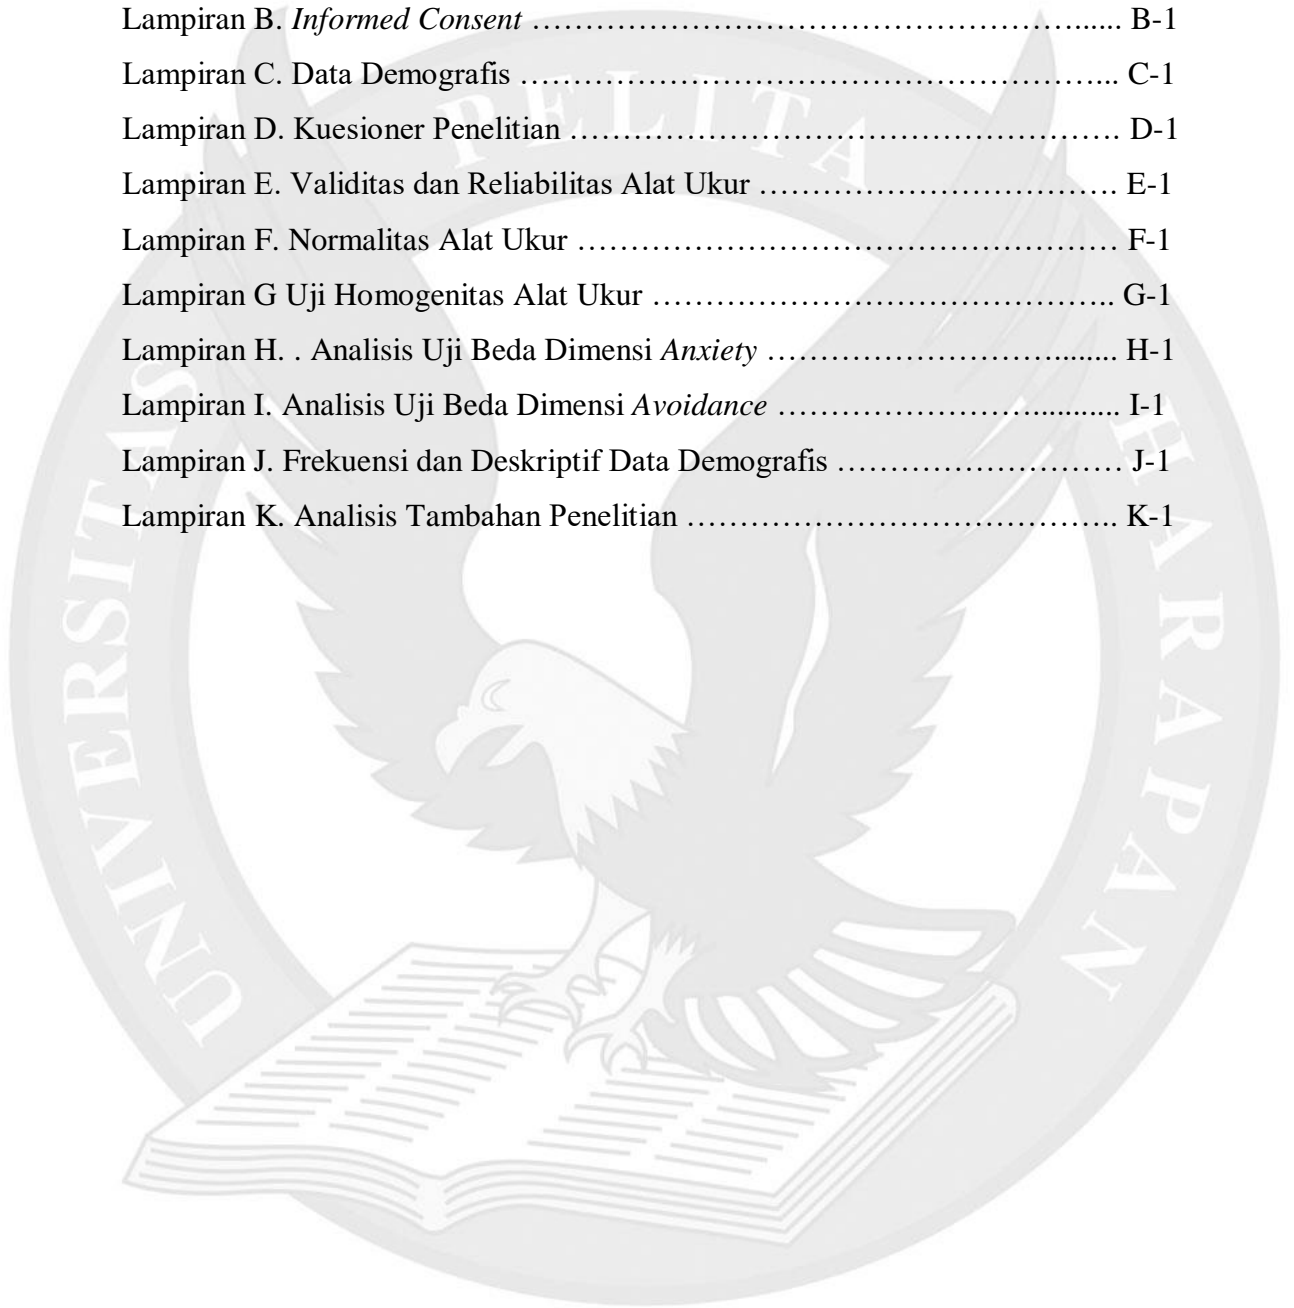 Lampiran B. Informed Consent ……………………………………………...... B-1
Lampiran C. Data Demografis ………………………………………………... C-1
Lampiran D. Kuesioner Penelitian ……………………………………………. D-1
Lampiran E. Validitas dan Reliabilitas Alat Ukur ……………………………. E-1
Lampiran F. Normalitas Alat Ukur …………………………………………… F-1
Lampiran G Uji Homogenitas Alat Ukur …………………………………….. G-1
Lampiran H. . Analisis Uji Beda Dimensi Anxiety ………………………........ H-1
Lampiran I. Analisis Uji Beda Dimensi Avoidance ……………………........... I-1
Lampiran J. Frekuensi dan Deskriptif Data Demografis ……………………… J-1
Lampiran K. Analisis Tambahan Penelitian ………………………………….. K-1
UNIVERSITAS PELITA HARAPAN